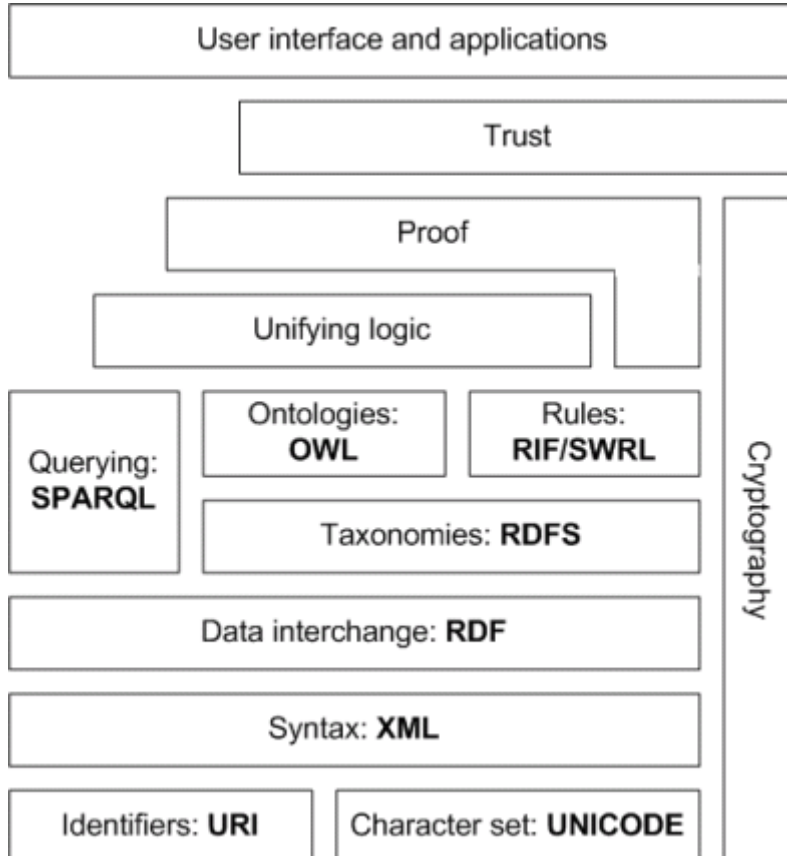 User interface and applications
Trust
Proof
Unifying logic
Querying:
SPARQL
Ontologies:
OWL
Rules:
RIF/SWRL
Taxonomies: RDFS
Cryptography
Data interchange: RDF
Syntax: XML
Identifiers: URI
Character set: UNICODE